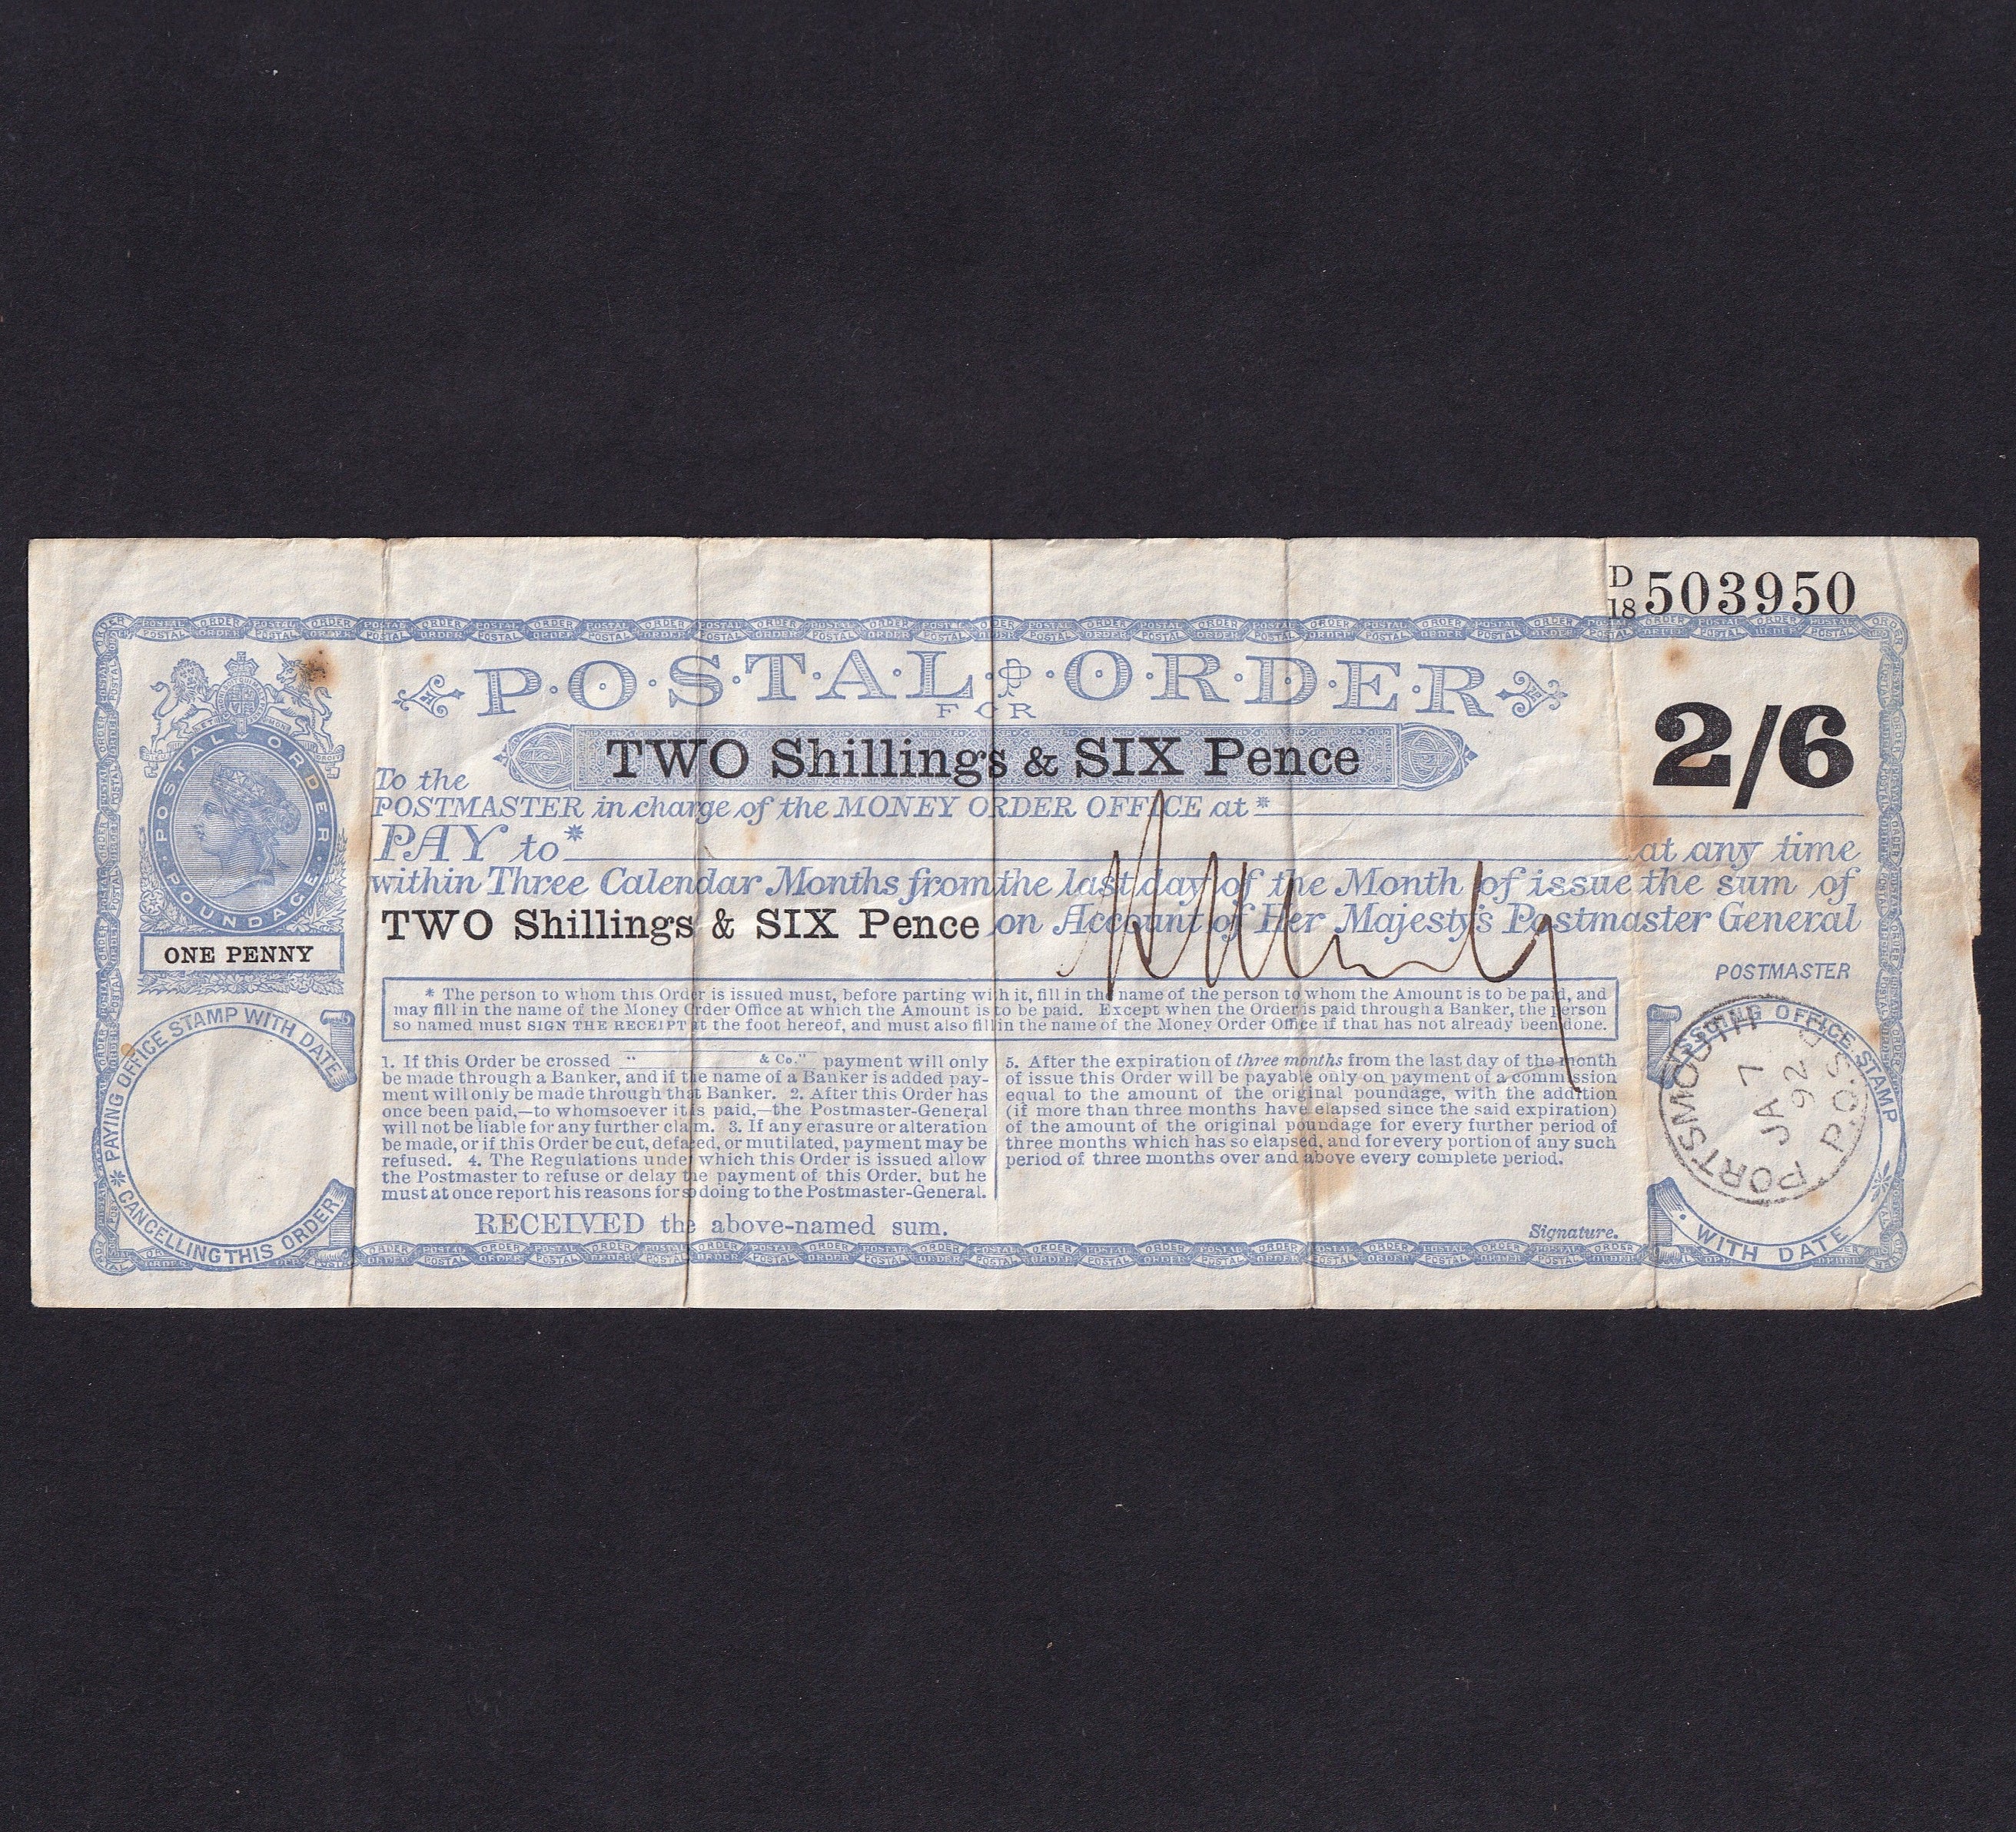 D
18 503950
POSTAL ORDER
FOR
TWO Shillings & SIX Pence
2/6
POSTAL ORDER
POUNDAGE
ONE PENNY
To the
POSTMASTER in charge of the MONEY ORDER OFFICE at *
PAY to * at any time
within Three Calendar Months from the last day of the Month of issue the sum of
TWO Shillings & SIX Pence on Account of Her Majesty's Postmaster General
POSTMASTER
* The person to whom this Order is issued must, before parting with it, fill in the name of the person to whom the Amount is to be paid, and
may fill in the name of the Money Order Office at which the Amount is to be paid. Except when the Order is paid through a Banker, the person
so named must SIGN THE RECEIPT at the foot hereof, and must also fill in the name of the Money Order Office if that has not already been done.
1. If this Order be crossed " & Co." payment will only
be made through a Banker, and if the name of a Banker is added pay-
ment will only be made through that Banker. 2. After this Order has
once been paid,—to whomsoever it is paid,—the Postmaster-General
will not be liable for any further claim. 3. If any erasure or alteration
be made, or if this Order be cut, defaced, or mutilated, payment may be
refused. 4. The Regulations under which this Order is issued allow
the Postmaster to refuse or delay the payment of this Order, but he
must at once report his reasons for so doing to the Postmaster-General.
5. After the expiration of three months from the last day of the month
of issue this Order will be payable only on payment of a commission
equal to the amount of the original poundage, with the addition
(if more than three months have elapsed since the said expiration)
of the amount of the original poundage for every further period of
three months which has so elapsed, and for every portion of any such
period of three months over and above every complete period.
RECEIVED the above-named sum.
Signature.
PAYING OFFICE STAMP WITH DATE
* CANCELLING THIS ORDER
ISSUING OFFICE STAMP
WITH DATE
PORTSMOUTH
JA 7
92
P.O.S.